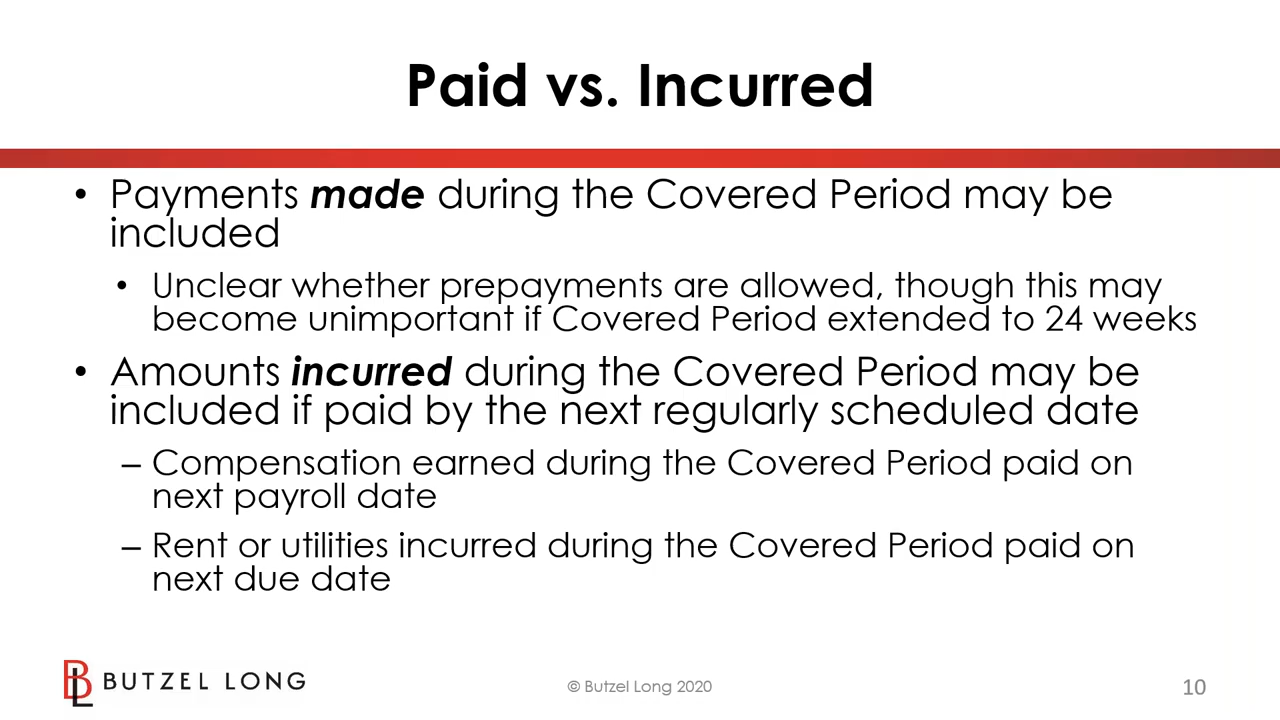 Paid vs. Incurred
• Payments made during the Covered Period may be
included
• Unclear whether prepayments are allowed, though this may
become unimportant if Covered Period extended to 24 weeks
• Amounts incurred during the Covered Period may be
included if paid by the next regularly scheduled date
– Compensation earned during the Covered Period paid on
next payroll date
– Rent or utilities incurred during the Covered Period paid on
next due date
BL BUTZEL LONG
© Butzel Long 2020
10